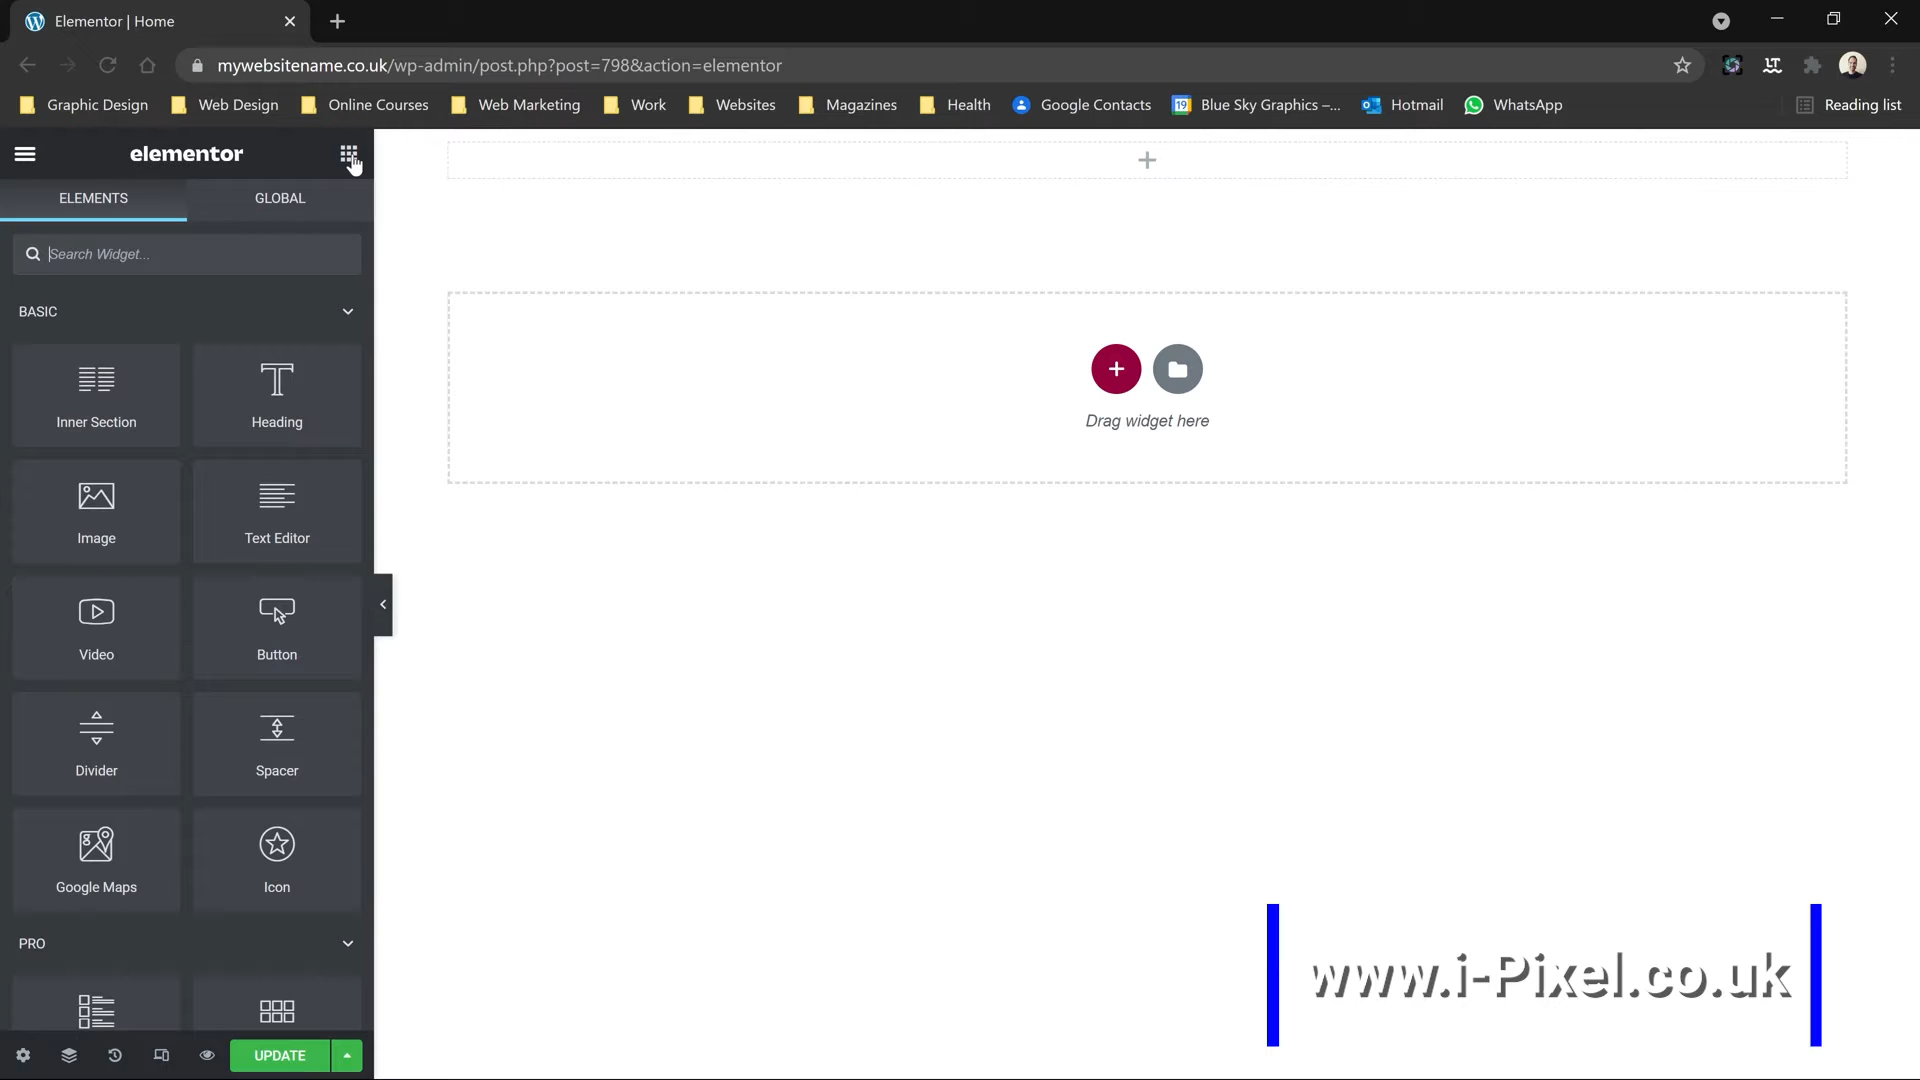 Elementor | Home
mywebsitename.co.uk/wp-admin/post.php?post=798&action=elementor
Graphic Design Web Design Online Courses Web Marketing Work Websites Magazines Health Google Contacts 19 Blue Sky Graphics –... Hotmail WhatsApp Reading list
elementor
ELEMENTS GLOBAL
Search Widget...
BASIC
Inner Section Heading
Drag widget here
Image Text Editor
Video Button
Divider Spacer
Google Maps Icon
PRO
www.i-Pixel.co.uk
UPDATE